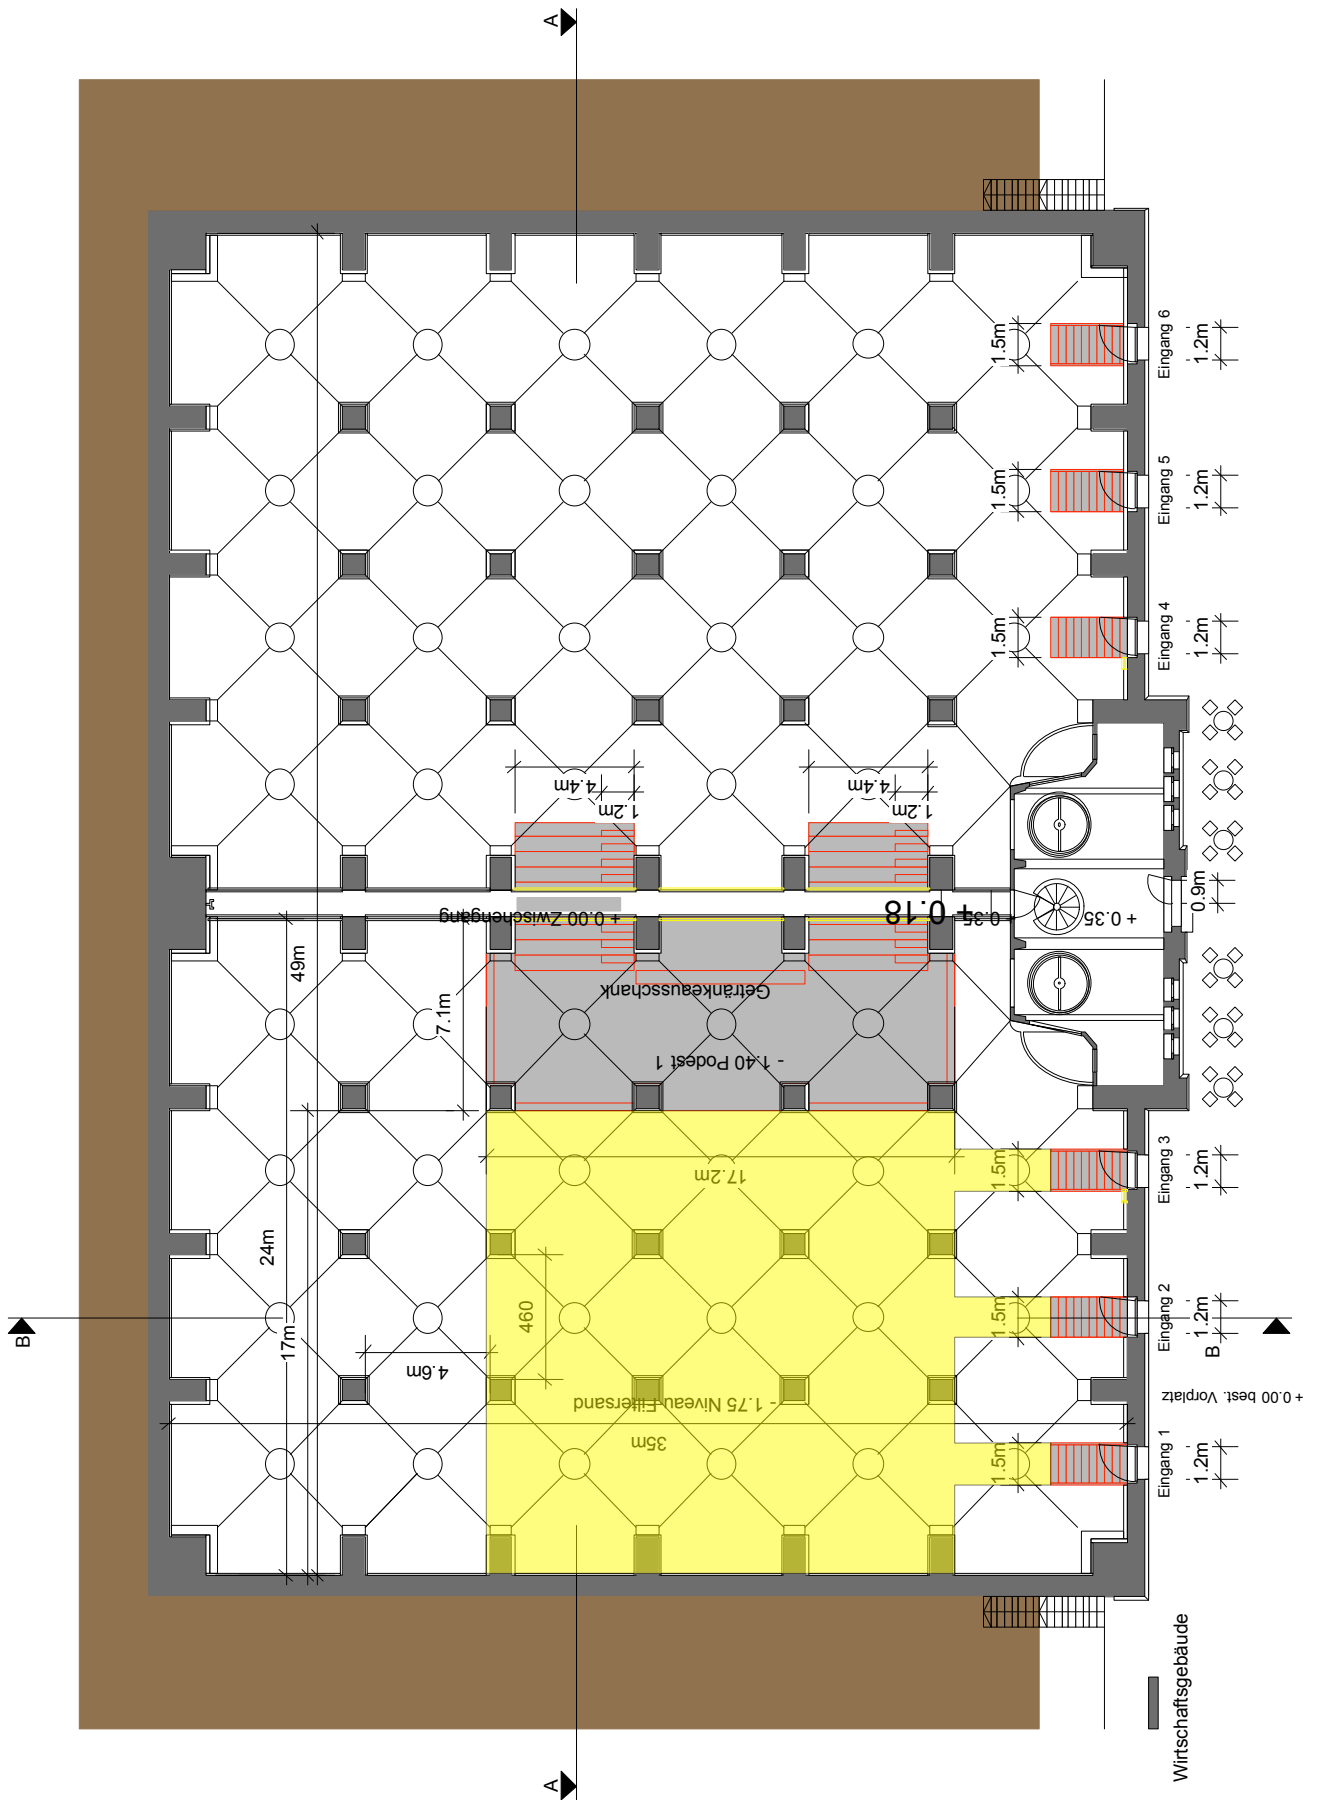 A
Eingang 6
1.5m
1.2m
Eingang 5
1.5m
1.2m
Eingang 4
1.5m
1.2m
4.4m
1.2m
4.4m
1.2m
+ 0.00 Zwischengang
+ 0.18
+ 0.35
+ 0.35
0.9m
49m
7.1m
Getränkeausschank
- 1.40 Podest 1
17.2m
Eingang 3
1.5m
1.2m
24m
17m
460
4.6m
- 1.75 Niveau Filtersand
35m
Eingang 2
1.5m
1.2m
B
B
+ 0.00 best. Vorplatz
Eingang 1
1.5m
1.2m
Wirtschaftsgebäude
A